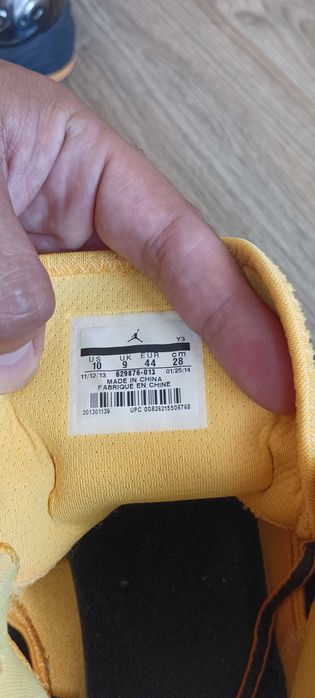 Y3
US UK EUR cm
10 9 44 28
11/12/13 629876-013 01/25/14
MADE IN CHINA
FABRIQUE EN CHINE
201301139 UPC 00826215506768